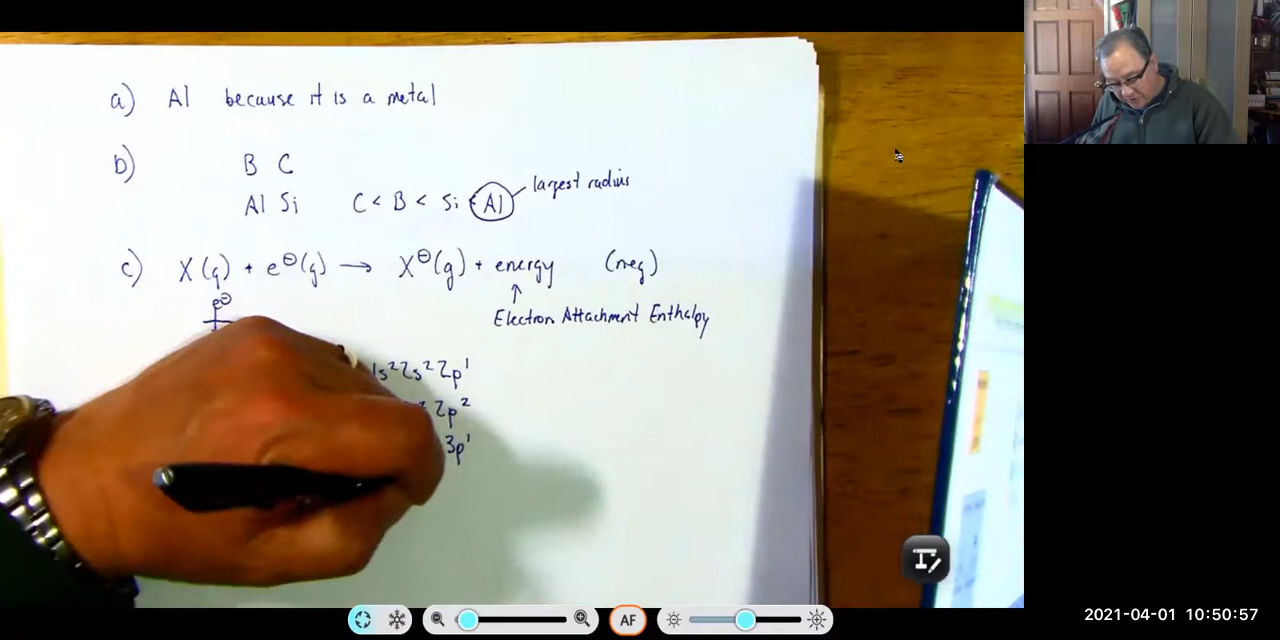 a) Al because it is a metal
b) B C
largest radius
Al Si C < B < Si < Al
c) X(g) + e⊖(g) → X⊖(g) + energy (neg)
e⊖
Electron Attachment Enthalpy
1s²2s²2p¹
2p²
3p¹
AF
2021-04-01 10:50:57